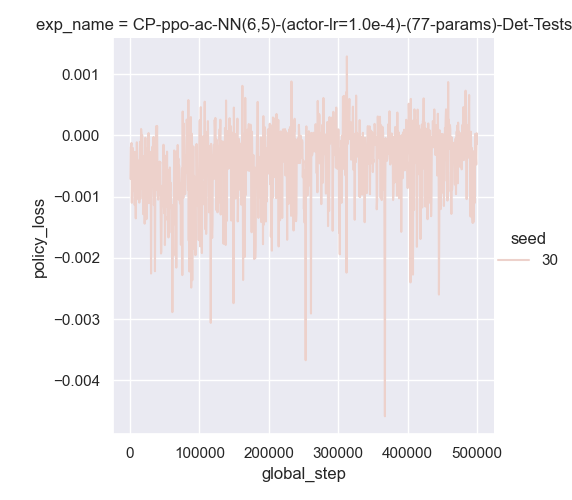 exp_name = CP-ppo-ac-NN(6,5)-(actor-lr=1.0e-4)-(77-params)-Det-Tests
0.001
0.000
−0.001
−0.002
−0.003
−0.004
policy_loss
seed
30
0 100000 200000 300000 400000 500000
global_step